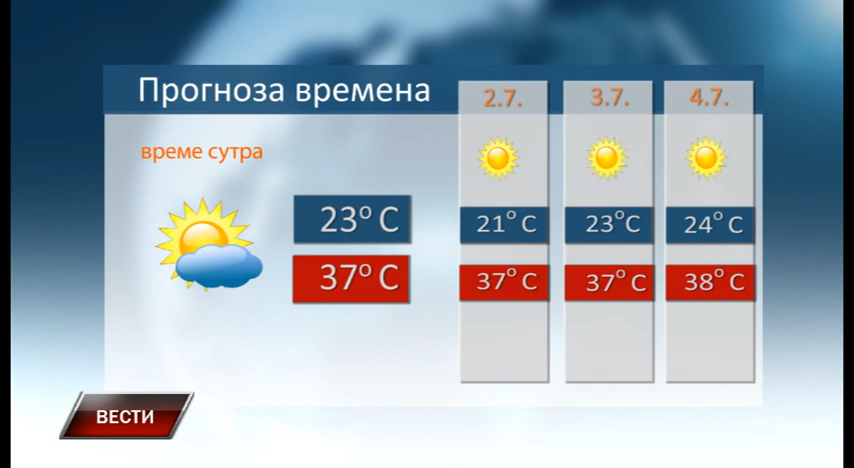 Прогноза времена
време сутра
23° C
37° C
2.7.
3.7.
4.7.
21° C
23°C
24° C
37° C
37° C
38° C
ВЕСТИ